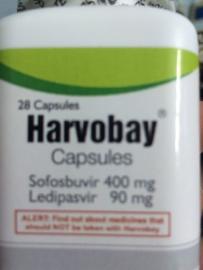 28 Capsules
Harvobay®
Capsules
Sofosbuvir 400 mg
Ledipasvir 90 mg
ALERT: Find out about medicines that
should NOT be taken with Harvobay